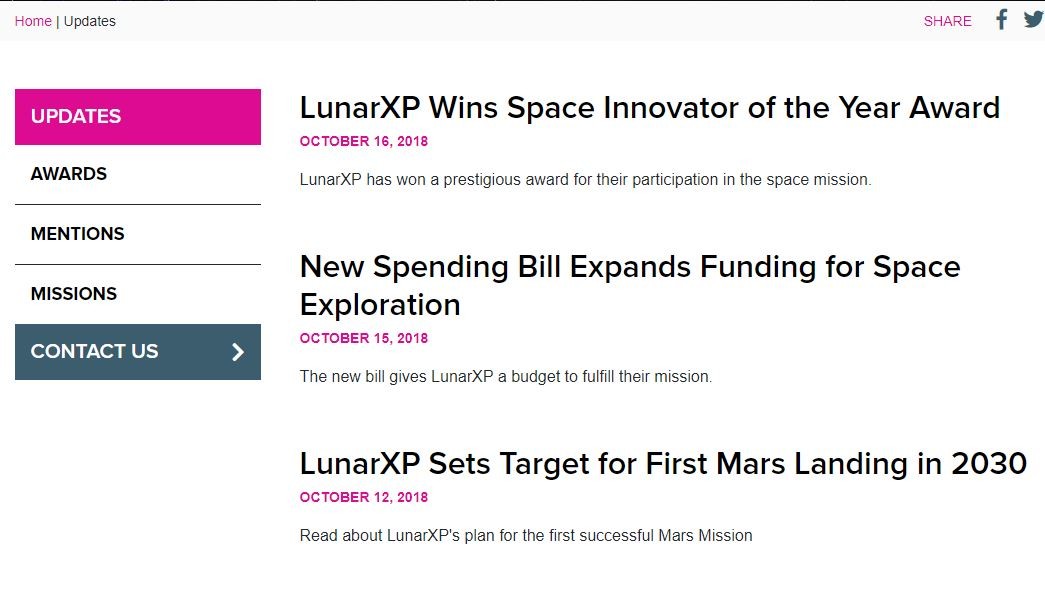 Home | Updates
SHARE
UPDATES
AWARDS
MENTIONS
MISSIONS
CONTACT US
LunarXP Wins Space Innovator of the Year Award
OCTOBER 16, 2018
LunarXP has won a prestigious award for their participation in the space mission.
New Spending Bill Expands Funding for Space
Exploration
OCTOBER 15, 2018
The new bill gives LunarXP a budget to fulfill their mission.
LunarXP Sets Target for First Mars Landing in 2030
OCTOBER 12, 2018
Read about LunarXP's plan for the first successful Mars Mission